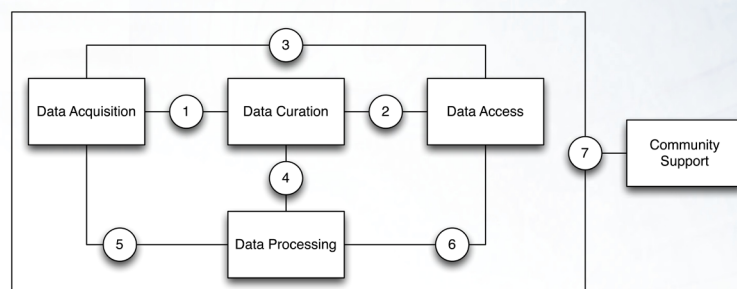 3
Data Acquisition
1
Data Curation
2
Data Access
4
7
Community
Support
5
Data Processing
6